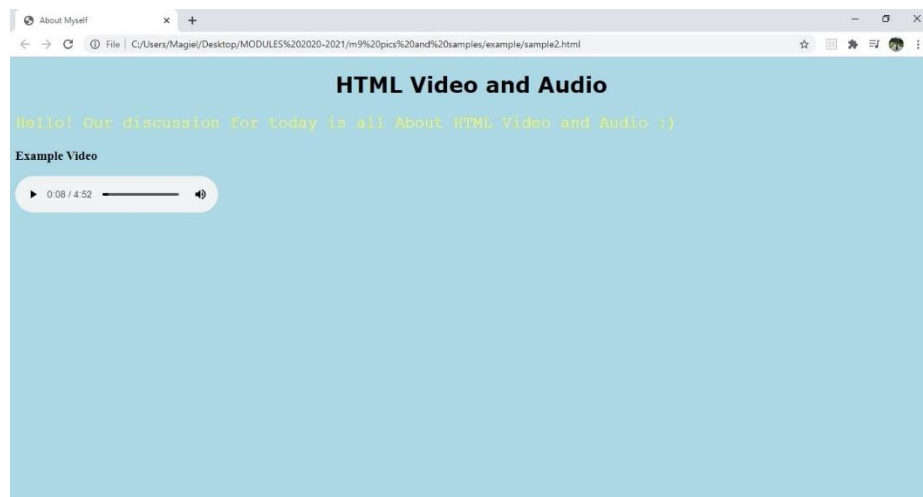 About Myself
File | C:/Users/Magiel/Desktop/MODULES%202020-2021/m9%20pics%20and%20samples/example/sample2.html
HTML Video and Audio
Hello! Our discussion for today is all About HTML Video and Audio :)
Example Video
0:08 / 4:52